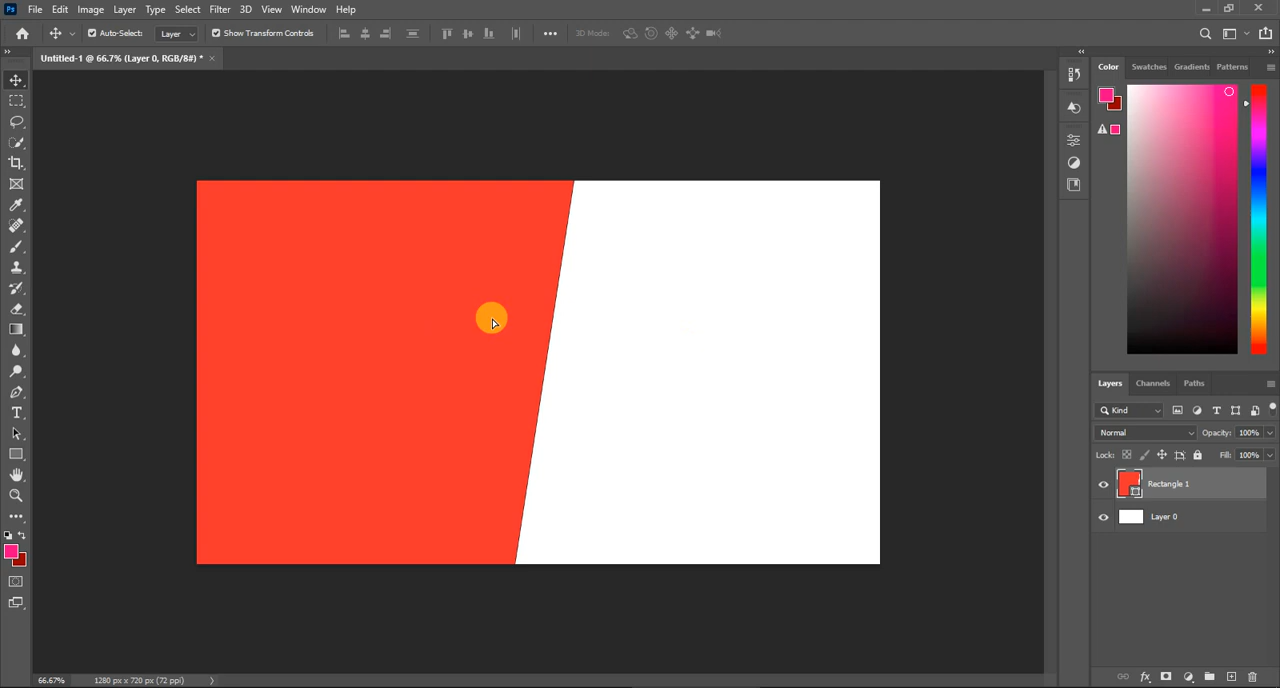 Ps File Edit Image Layer Type Select Filter 3D View Window Help
Auto-Select: Layer Show Transform Controls 3D Mode:
Untitled-1 @ 66.7% (Layer 0, RGB/8#) * ×
Color Swatches Gradients Patterns
Layers Channels Paths
Kind
Normal Opacity: 100%
Lock: Fill: 100%
Rectangle 1
Layer 0
fx
66.67% 1280 px x 720 px (72 ppi)